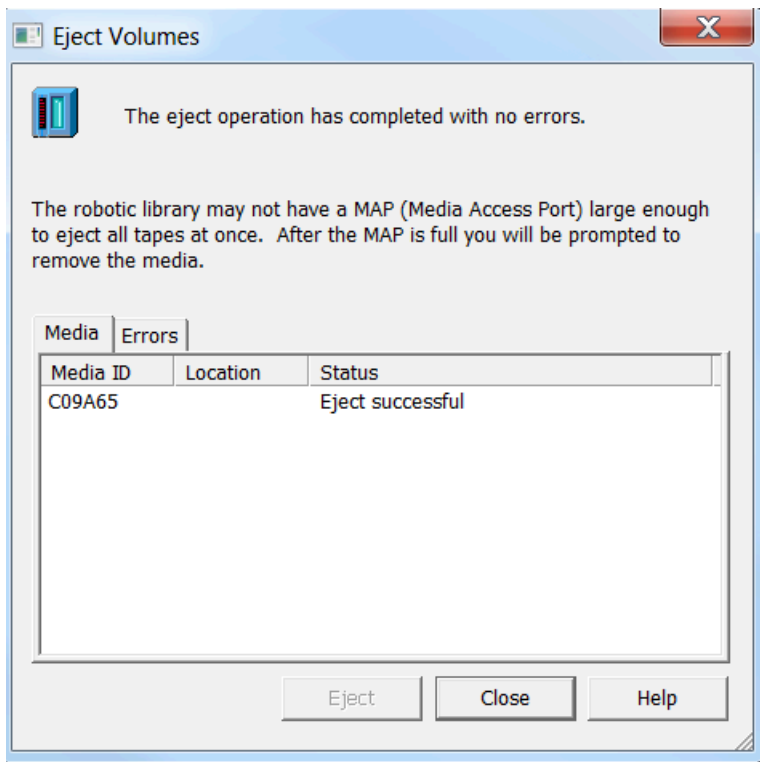 Eject Volumes
X
The eject operation has completed with no errors.
The robotic library may not have a MAP (Media Access Port) large enough
to eject all tapes at once.  After the MAP is full you will be prompted to
remove the media.
Media Errors
Media ID Location Status
C09A65 Eject successful
Eject Close Help